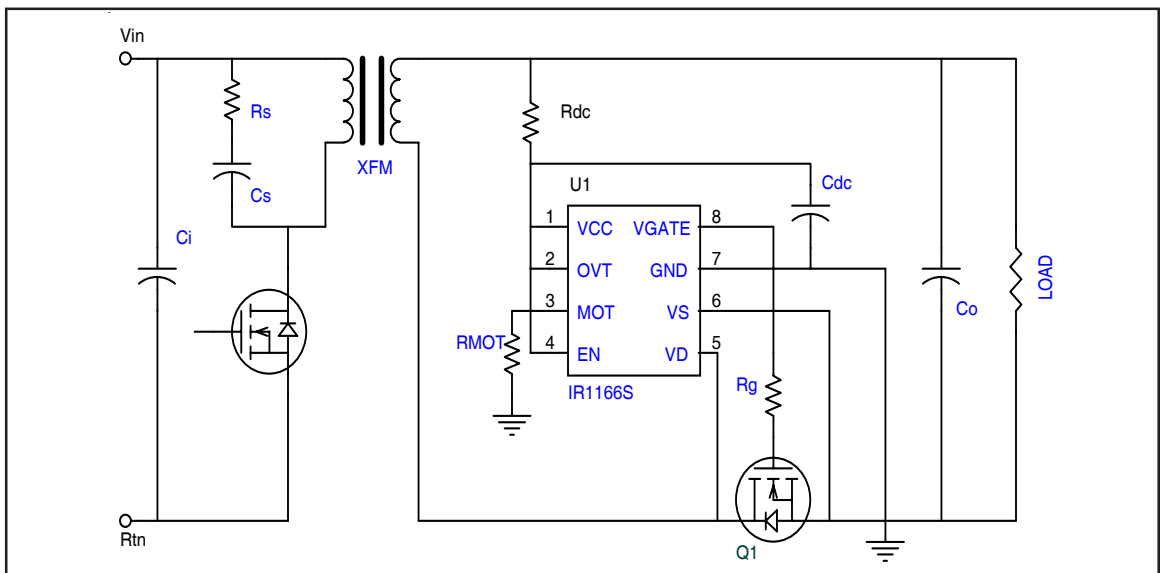 Vin
Rs
Rdc
XFM
Cs
Cdc
U1
Ci
1 VCC VGATE 8
2 OVT GND 7
3 MOT VS 6
4 EN VD 5
RMOT
IR1166S
Rg
Co
LOAD
Rtn
Q1